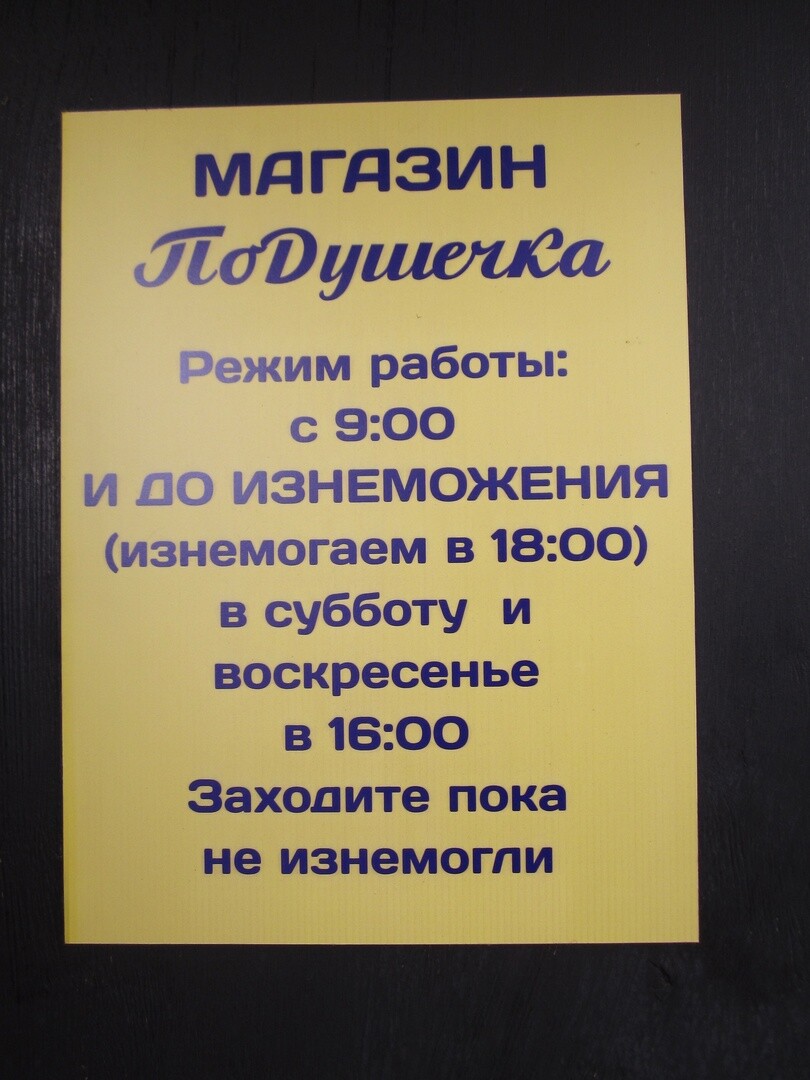 МАГАЗИН
ПоДушечка
Режим работы:
с 9:00
И ДО ИЗНЕМОЖЕНИЯ
(изнемогаем в 18:00)
в субботу и
воскресенье
в 16:00
Заходите пока
не изнемогли